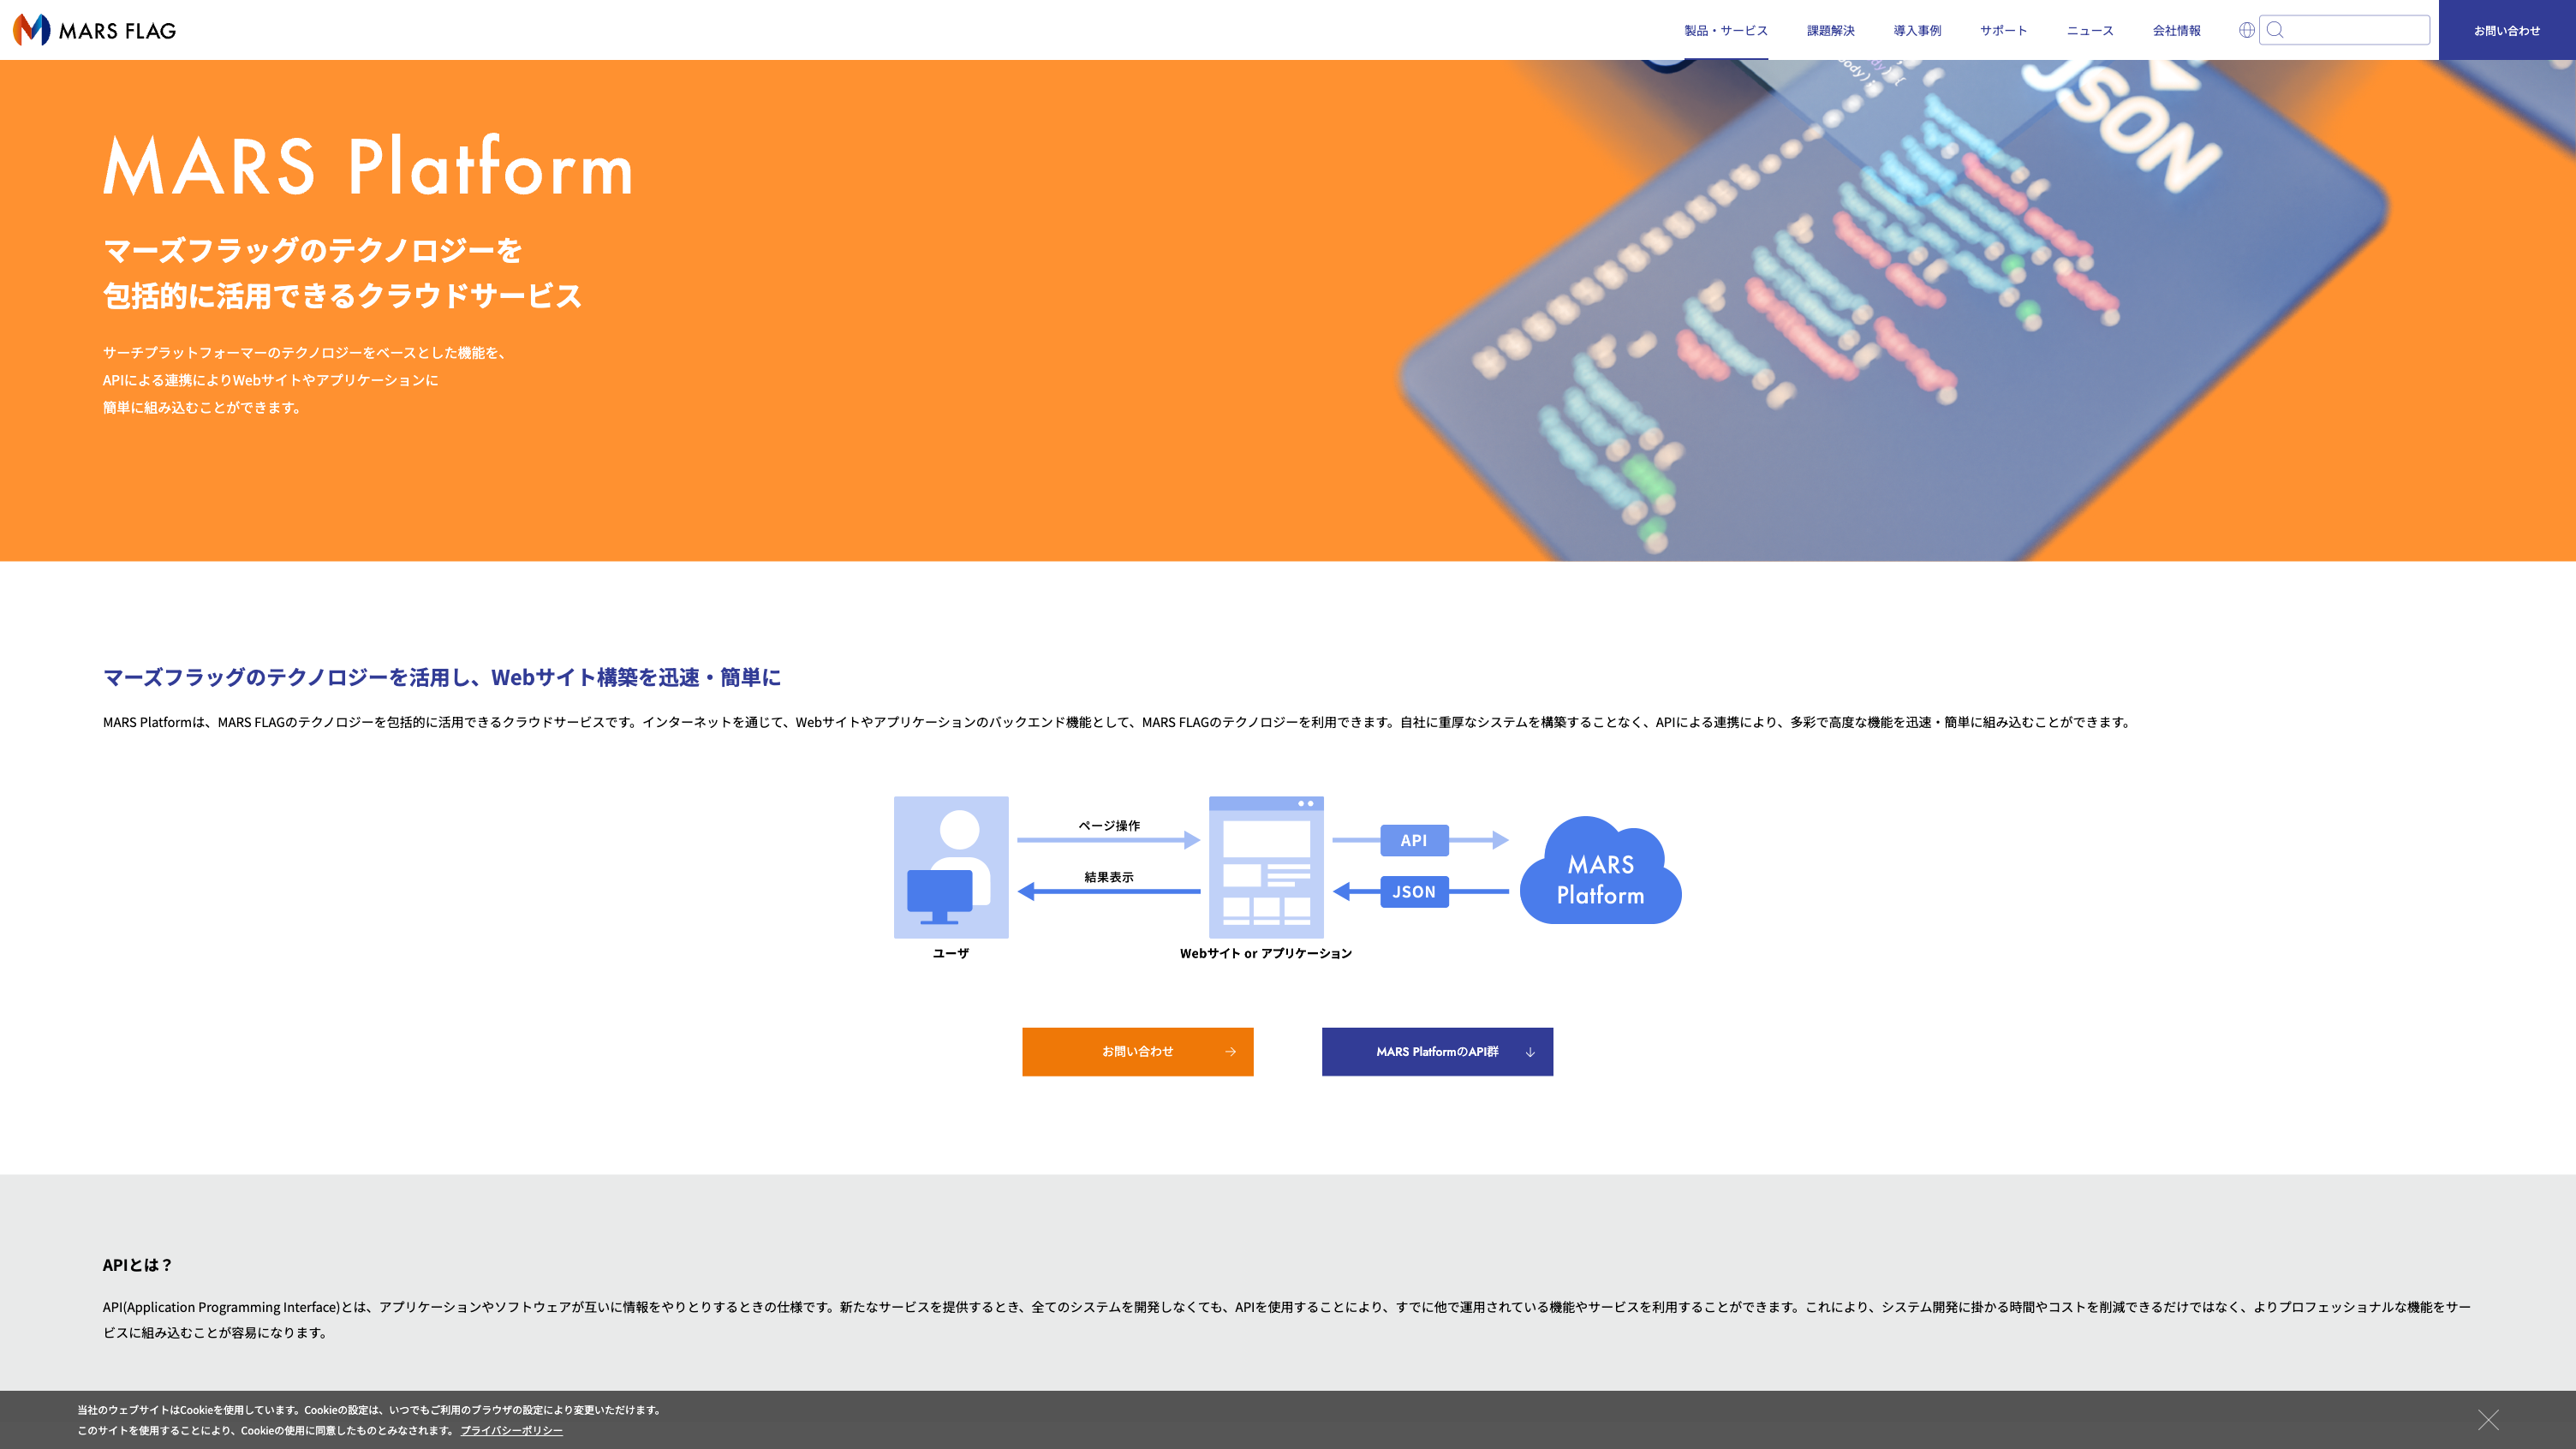 MARS FLAG
製品・サービス
課題解決
導入事例
サポート
ニュース
会社情報
お問い合わせ
JSON
MARS Platform
マーズフラッグのテクノロジーを
包括的に活用できるクラウドサービス
サーチプラットフォーマーのテクノロジーをベースとした機能を、
APIによる連携によりWebサイトやアプリケーションに
簡単に組み込むことができます。
マーズフラッグのテクノロジーを活用し、Webサイト構築を迅速・簡単に
MARS Platformは、MARS FLAGのテクノロジーを包括的に活用できるクラウドサービスです。インターネットを通じて、Webサイトやアプリケーションのバックエンド機能として、MARS FLAGのテクノロジーを利用できます。自社に重厚なシステムを構築することなく、APIによる連携により、多彩で高度な機能を迅速・簡単に組み込むことができます。
ページ操作
API
結果表示
JSON
MARS
Platform
ユーザ
Webサイト or アプリケーション
お問い合わせ
MARS PlatformのAPI群
APIとは？
API(Application Programming Interface)とは、アプリケーションやソフトウェアが互いに情報をやりとりするときの仕様です。新たなサービスを提供するとき、全てのシステムを開発しなくても、APIを使用することにより、すでに他で運用されている機能やサービスを利用することができます。これにより、システム開発に掛かる時間やコストを削減できるだけではなく、よりプロフェッショナルな機能をサー
ビスに組み込むことが容易になります。
当社のウェブサイトはCookieを使用しています。Cookieの設定は、いつでもご利用のブラウザの設定により変更いただけます。
このサイトを使用することにより、Cookieの使用に同意したものとみなされます。 プライバシーポリシー